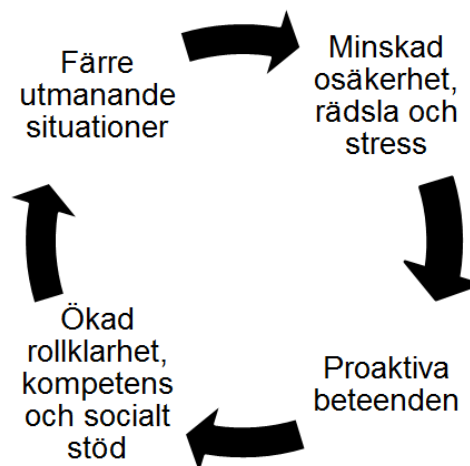 Färre
utmanande
situationer
Minskad
osäkerhet,
rädsla och
stress
Proaktiva
beteenden
Ökad
rollklarhet,
kompetens
och socialt
stöd